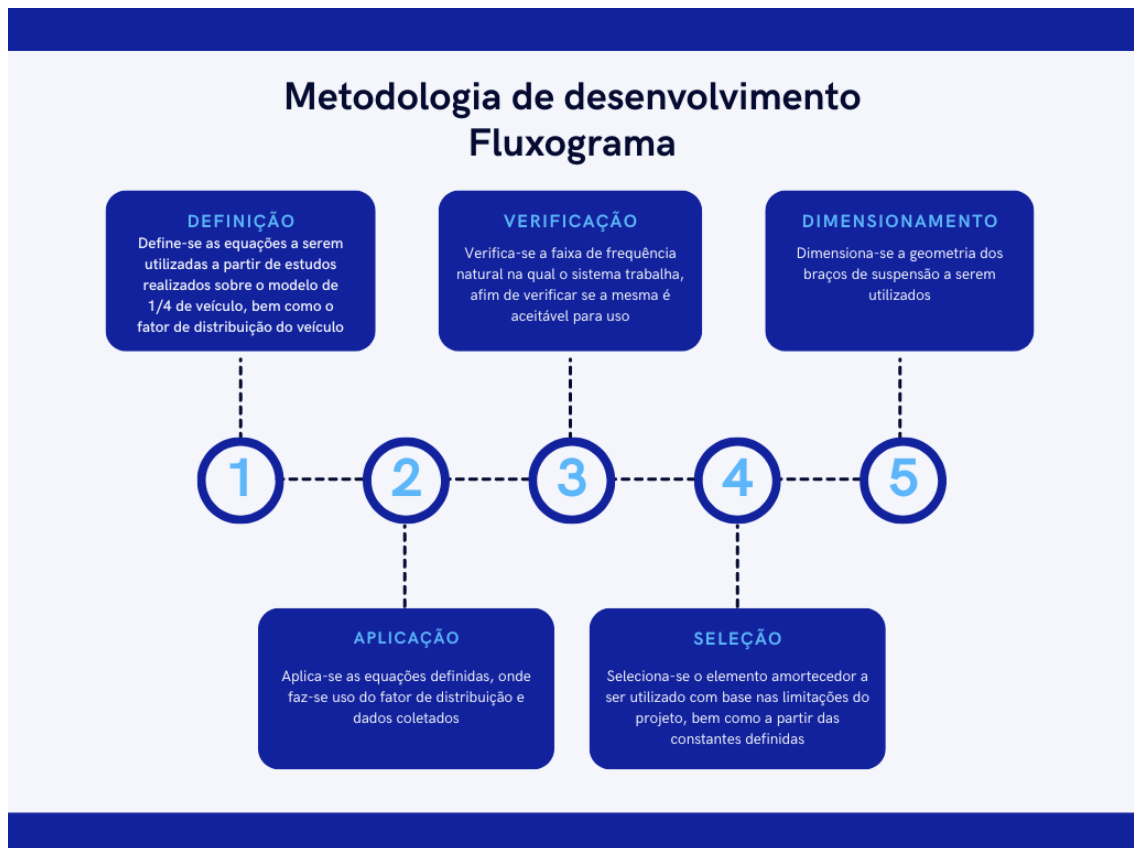 Metodologia de desenvolvimento
Fluxograma
DEFINIÇÃO
Define-se as equações a serem
utilizadas a partir de estudos
realizados sobre o modelo de
1/4 de veículo, bem como o
fator de distribuição do veículo
VERIFICAÇÃO
Verifica-se a faixa de frequência
natural na qual o sistema trabalha,
afim de verificar se a mesma é
aceitável para uso
DIMENSIONAMENTO
Dimensiona-se a geometria dos
braços de suspensão a serem
utilizados
1 2 3 4 5
APLICAÇÃO
Aplica-se as equações definidas, onde
faz-se uso do fator de distribuição e
dados coletados
SELEÇÃO
Seleciona-se o elemento amortecedor a
ser utilizado com base nas limitações do
projeto, bem como a partir das
constantes definidas